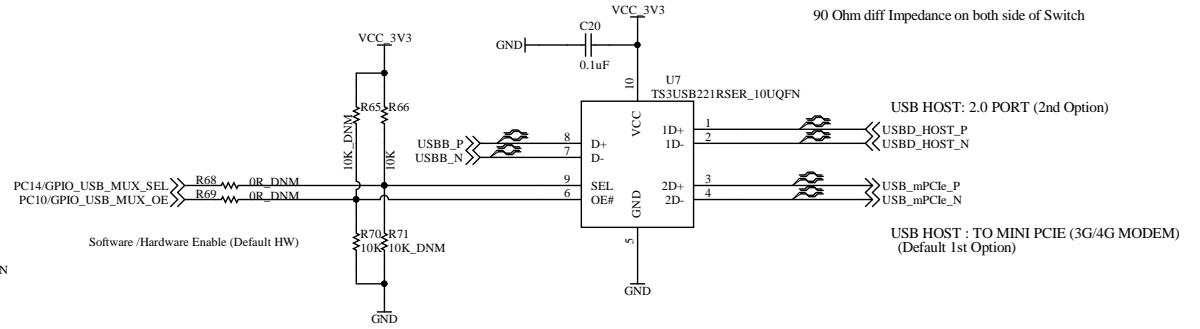 VCC_3V3
90 Ohm diff Impedance on both side of Switch
C20
VCC_3V3
GND
0.1uF
10
U7
TS3USB221RSER_10UQFN
R65
R66
USB HOST: 2.0 PORT (2nd Option)
VCC
10K_DNM
10K
USBB_P
8
D+
1D+
1
USBD_HOST_P
USBB_N
7
D-
1D-
2
USBD_HOST_N
PC14/GPIO_USB_MUX_SEL
R68
0R_DNM
9
SEL
2D+
3
USB_mPCIe_P
PC10/GPIO_USB_MUX_OE
R69
0R_DNM
6
OE#
2D-
4
USB_mPCIe_N
GND
5
R70
R71
10K
10K_DNM
Software /Hardware Enable (Default HW)
USB HOST : TO MINI PCIE (3G/4G MODEM)
(Default 1st Option)
N
GND
GND